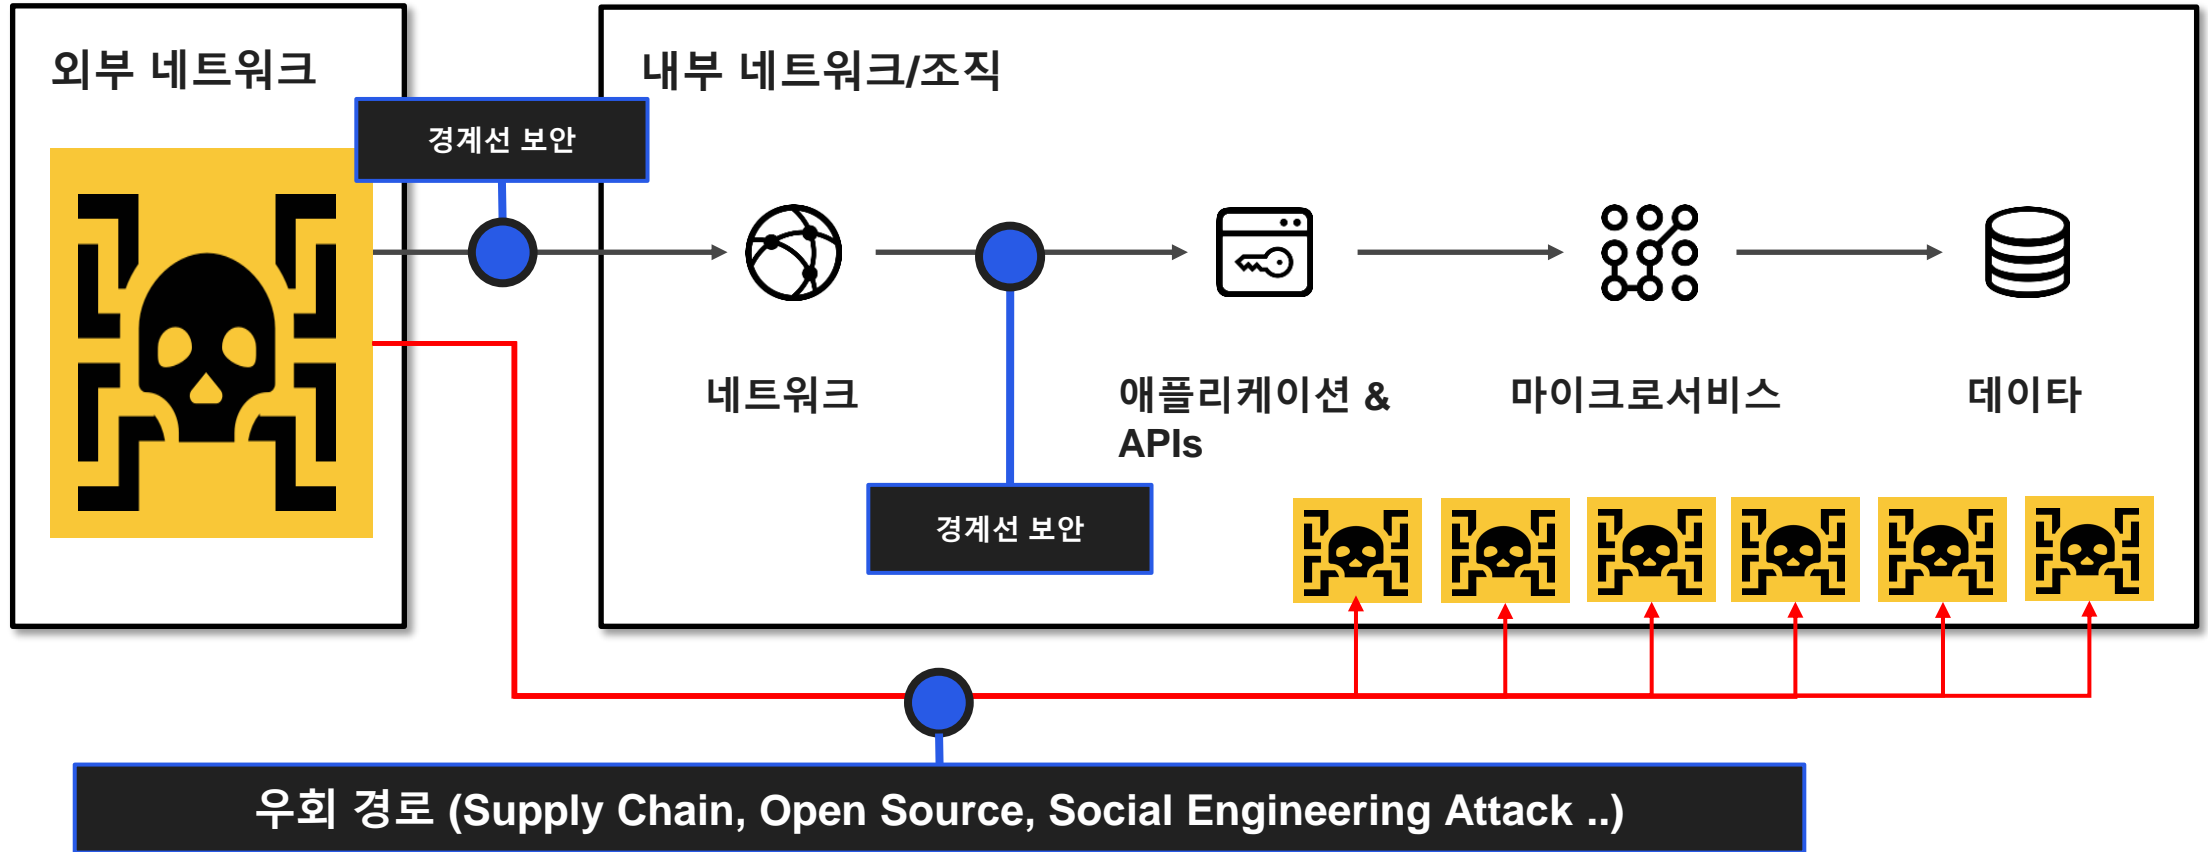 외부 네트워크
내부 네트워크/조직
경계선 보안
네트워크
애플리케이션 &
APIs
마이크로서비스
데이타
경계선 보안
우회 경로 (Supply Chain, Open Source, Social Engineering Attack ..)